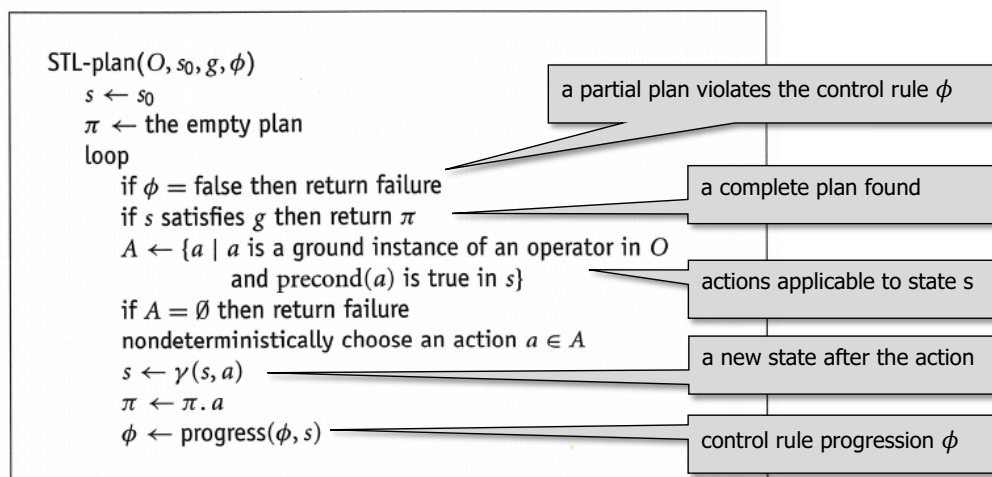 STL-plan(O, s₀, g, ϕ)
s ← s₀
π ← the empty plan
loop
if ϕ = false then return failure
if s satisfies g then return π
A ← {a | a is a ground instance of an operator in O
and precond(a) is true in s}
if A = Ø then return failure
nondeterministically choose an action a ∈ A
s ← γ(s, a)
π ← π. a
ϕ ← progress(ϕ, s)
a partial plan violates the control rule ϕ
a complete plan found
actions applicable to state s
a new state after the action
control rule progression ϕ